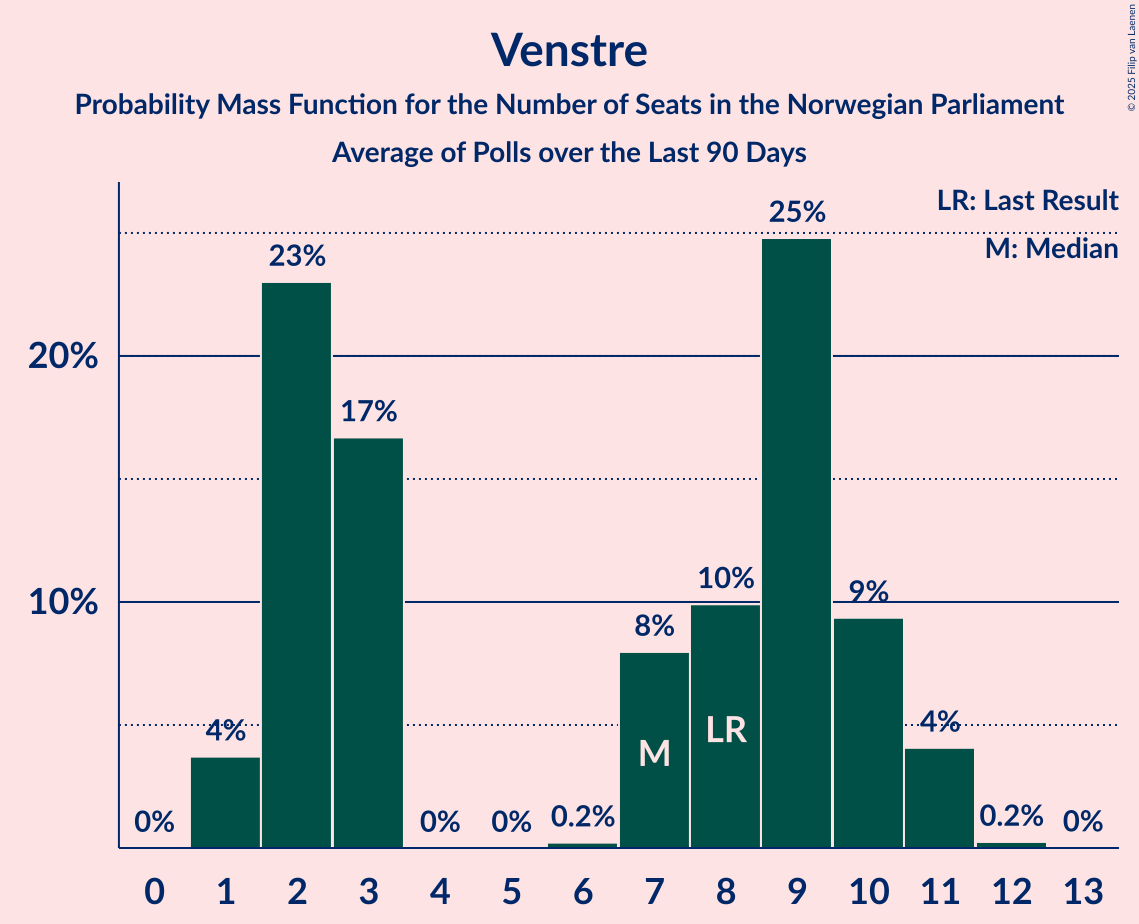 Venstre
Probability Mass Function for the Number of Seats in the Norwegian Parliament
Average of Polls over the Last 90 Days
© 2025 Filip van Laenen
LR: Last Result
M: Median
25%
23%
20%
17%
10%
10%
9%
8%
4%
4%
LR
M
0%
0%
0%
0.2%
0.2%
0%
0 1 2 3 4 5 6 7 8 9 10 11 12 13